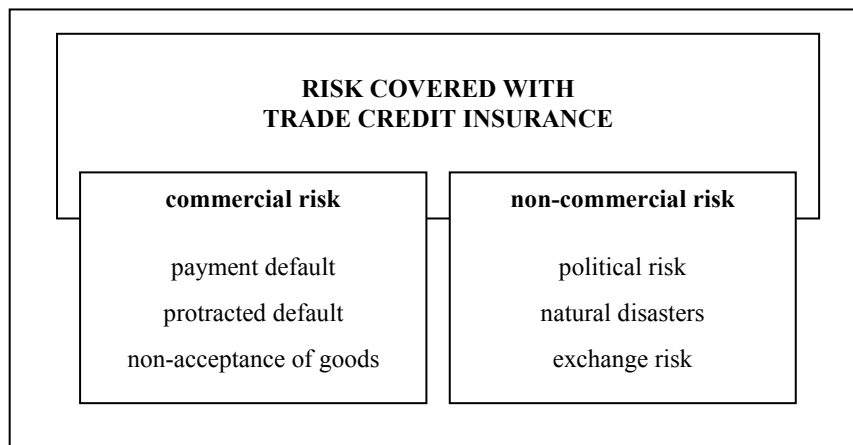 RISK COVERED WITH
TRADE CREDIT INSURANCE
commercial risk
payment default
protracted default
non-acceptance of goods
non-commercial risk
political risk
natural disasters
exchange risk